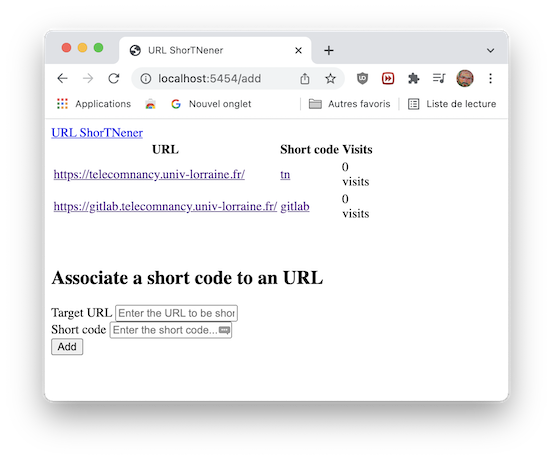 URL ShorTNener
localhost:5454/add
Applications
Nouvel onglet
Autres favoris
Liste de lecture
URL ShorTNener
URL Short code Visits
https://telecomnancy.univ-lorraine.fr/ tn 0
visits
https://gitlab.telecomnancy.univ-lorraine.fr/ gitlab 0
visits
Associate a short code to an URL
Target URL Enter the URL to be shor
Short code Enter the short code...
Add